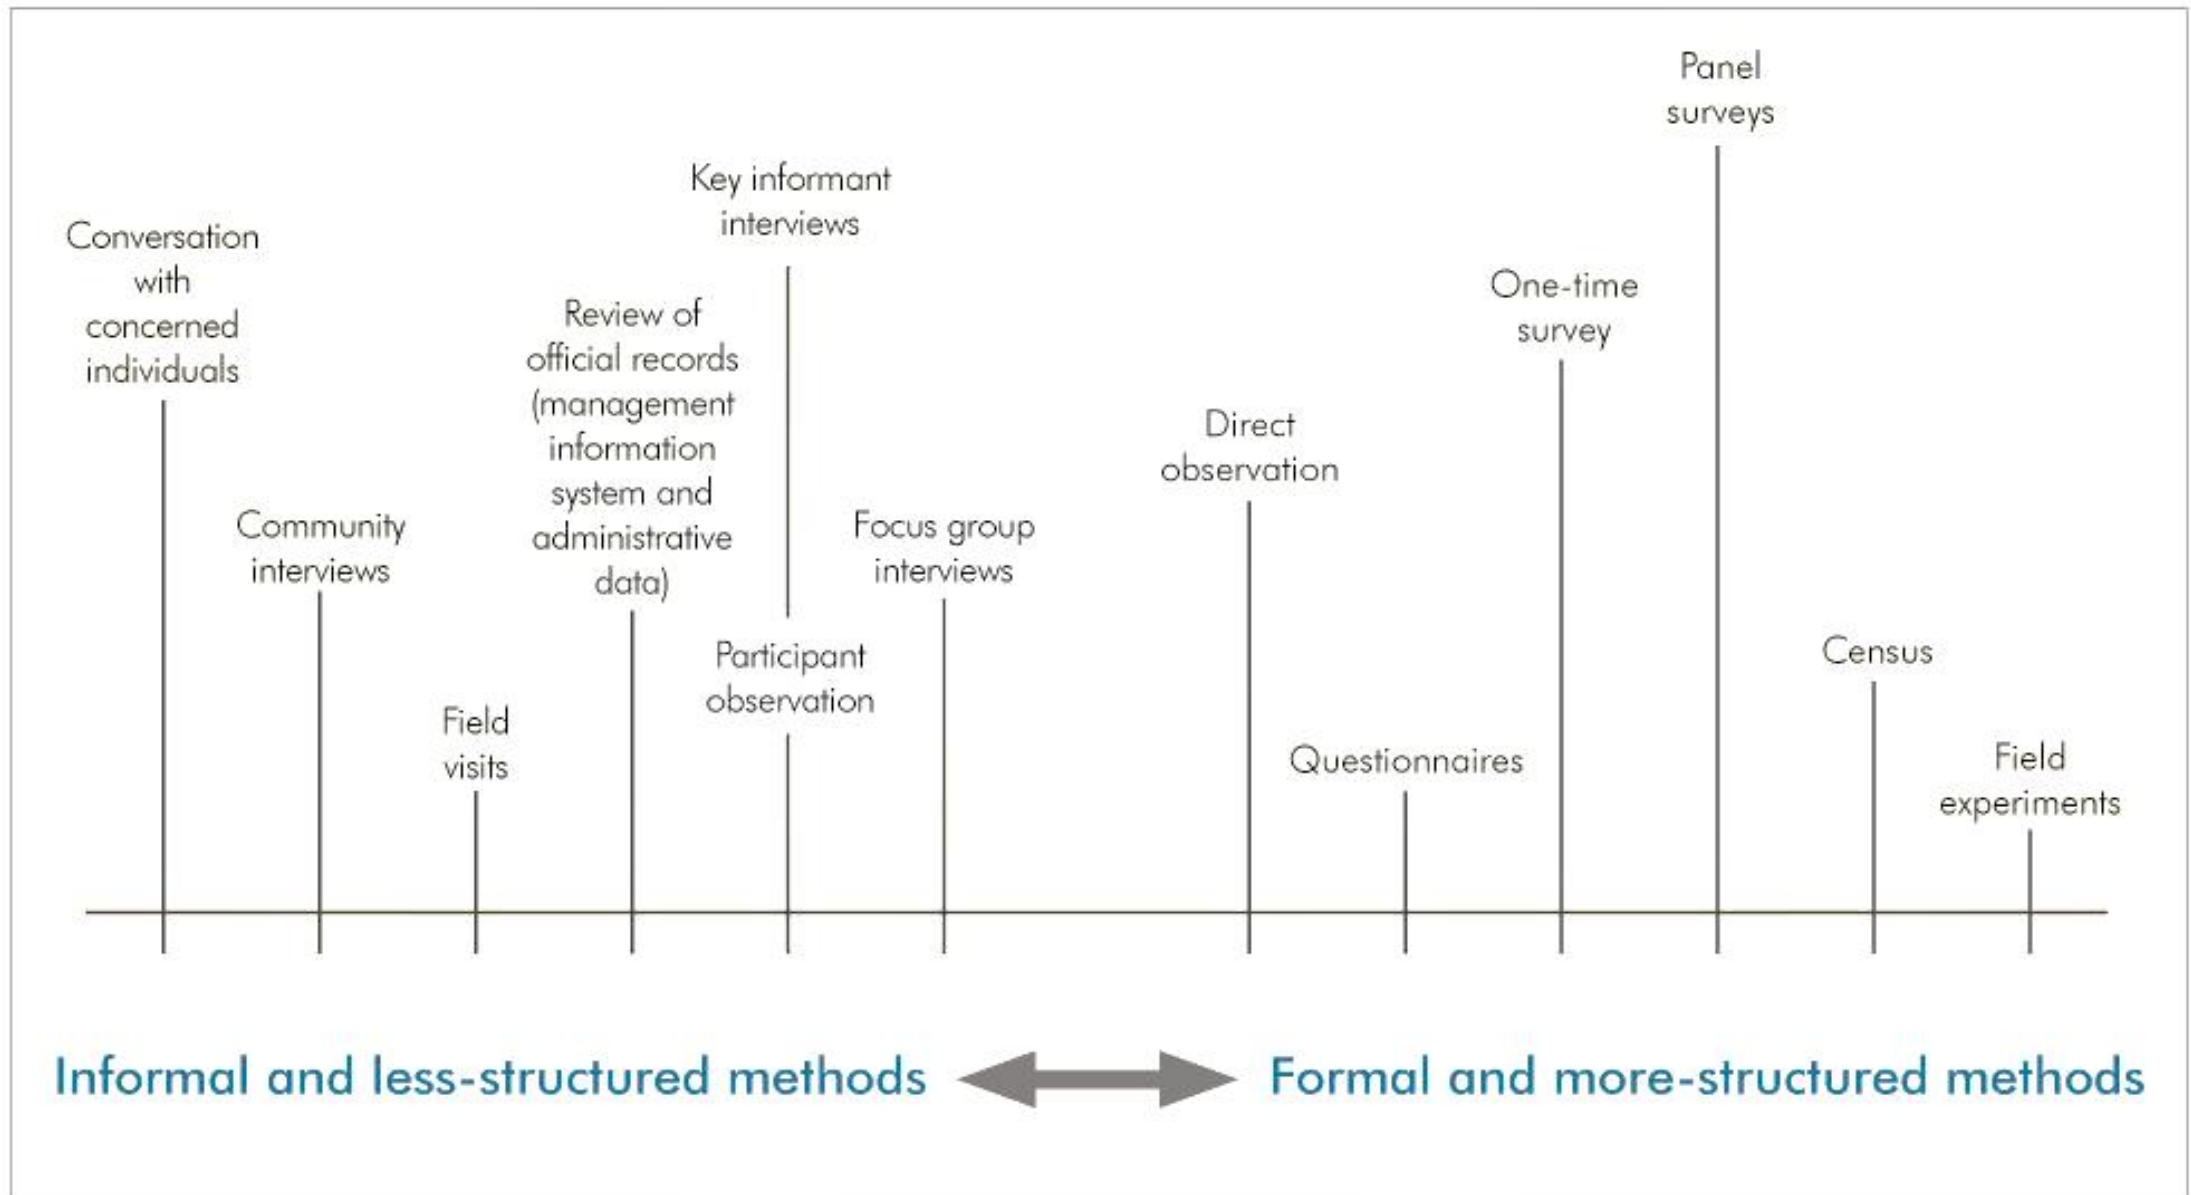 Conversation
with
concerned
individuals
Community
interviews
Field
visits
Review of
official records
(management
information
system and
administrative
data)
Key informant
interviews
Participant
observation
Focus group
interviews
Direct
observation
Questionnaires
One-time
survey
Panel
surveys
Census
Field
experiments
Informal and less-structured methods
Formal and more-structured methods